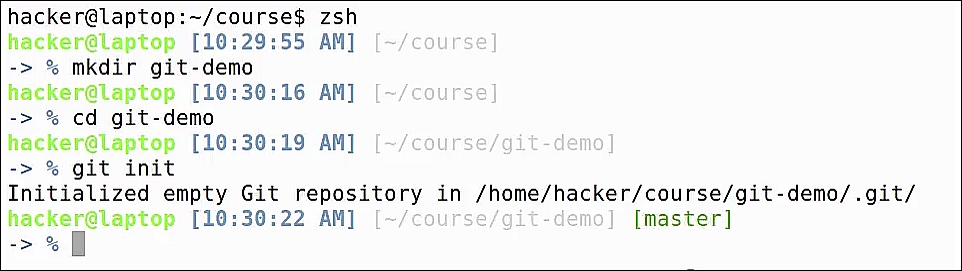 hacker@laptop:~/course$ zsh
hacker@laptop [10:29:55 AM] [~/course]
-> % mkdir git-demo
hacker@laptop [10:30:16 AM] [~/course]
-> % cd git-demo
hacker@laptop [10:30:19 AM] [~/course/git-demo]
-> % git init
Initialized empty Git repository in /home/hacker/course/git-demo/.git/
hacker@laptop [10:30:22 AM] [~/course/git-demo] [master]
-> %